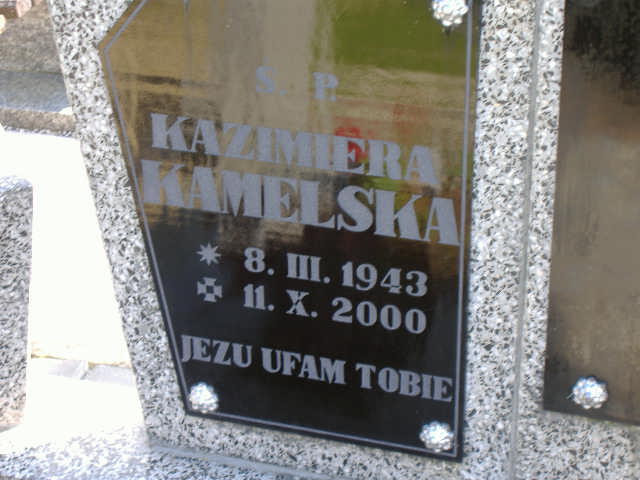 Ś. P.
KAZIMIERA
KAMELSKA
8. III. 1943
11. X. 2000
JEZU UFAM TOBIE